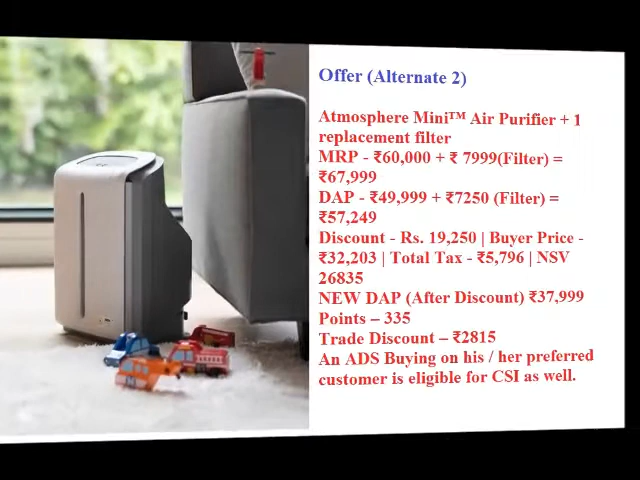 Offer (Alternate 2)
Atmosphere Mini™ Air Purifier + 1
replacement filter
MRP - ₹60,000 + ₹ 7999(Filter) =
₹67,999
DAP - ₹49,999 + ₹7250 (Filter) =
₹57,249
Discount - Rs. 19,250 | Buyer Price -
₹32,203 | Total Tax - ₹5,796 | NSV
26835
NEW DAP (After Discount) ₹37,999
Points – 335
Trade Discount – ₹2815
An ADS Buying on his / her preferred
customer is eligible for CSI as well.